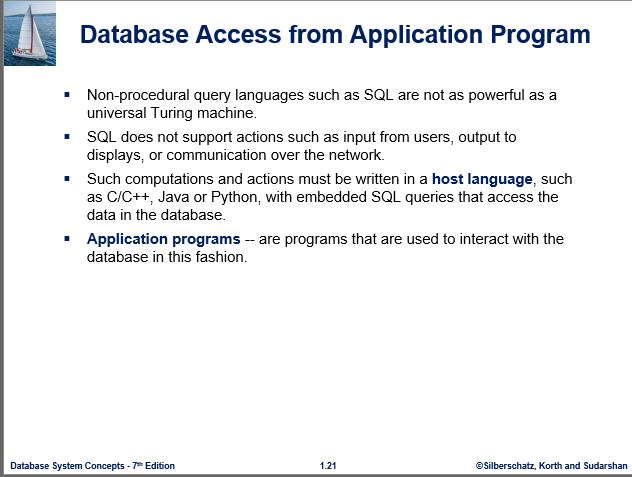 Database Access from Application Program
▪ Non-procedural query languages such as SQL are not as powerful as a
universal Turing machine.
▪ SQL does not support actions such as input from users, output to
displays, or communication over the network.
▪ Such computations and actions must be written in a host language, such
as C/C++, Java or Python, with embedded SQL queries that access the
data in the database.
▪ Application programs -- are programs that are used to interact with the
database in this fashion.
Database System Concepts - 7th Edition 1.21 ©Silberschatz, Korth and Sudarshan